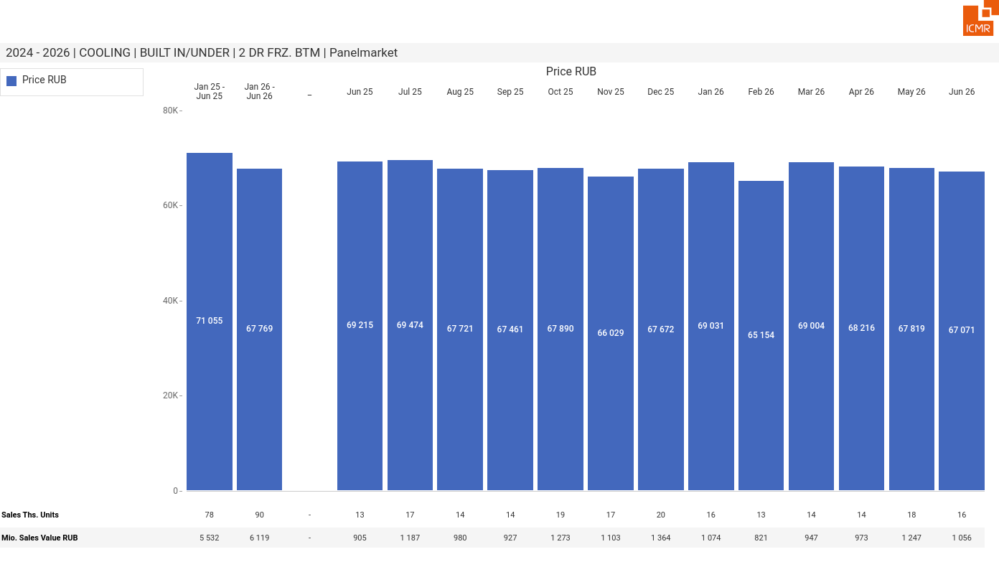 ICMR
2024 - 2026 | COOLING | BUILT IN/UNDER | 2 DR FRZ. BTM | Panelmarket
Price RUB
Price RUB
Jan 25 - Jun 25 Jan 26 - Jun 26 – Jun 25 Jul 25 Aug 25 Sep 25 Oct 25 Nov 25 Dec 25 Jan 26 Feb 26 Mar 26 Apr 26 May 26 Jun 26
80K
60K
40K
20K
0
71 055 67 769 69 215 69 474 67 721 67 461 67 890 66 029 67 672 69 031 65 154 69 004 68 216 67 819 67 071
Sales Ths. Units 78 90 - 13 17 14 14 19 17 20 16 13 14 14 18 16
Mio. Sales Value RUB 5 532 6 119 - 905 1 187 980 927 1 273 1 103 1 364 1 074 821 947 973 1 247 1 056